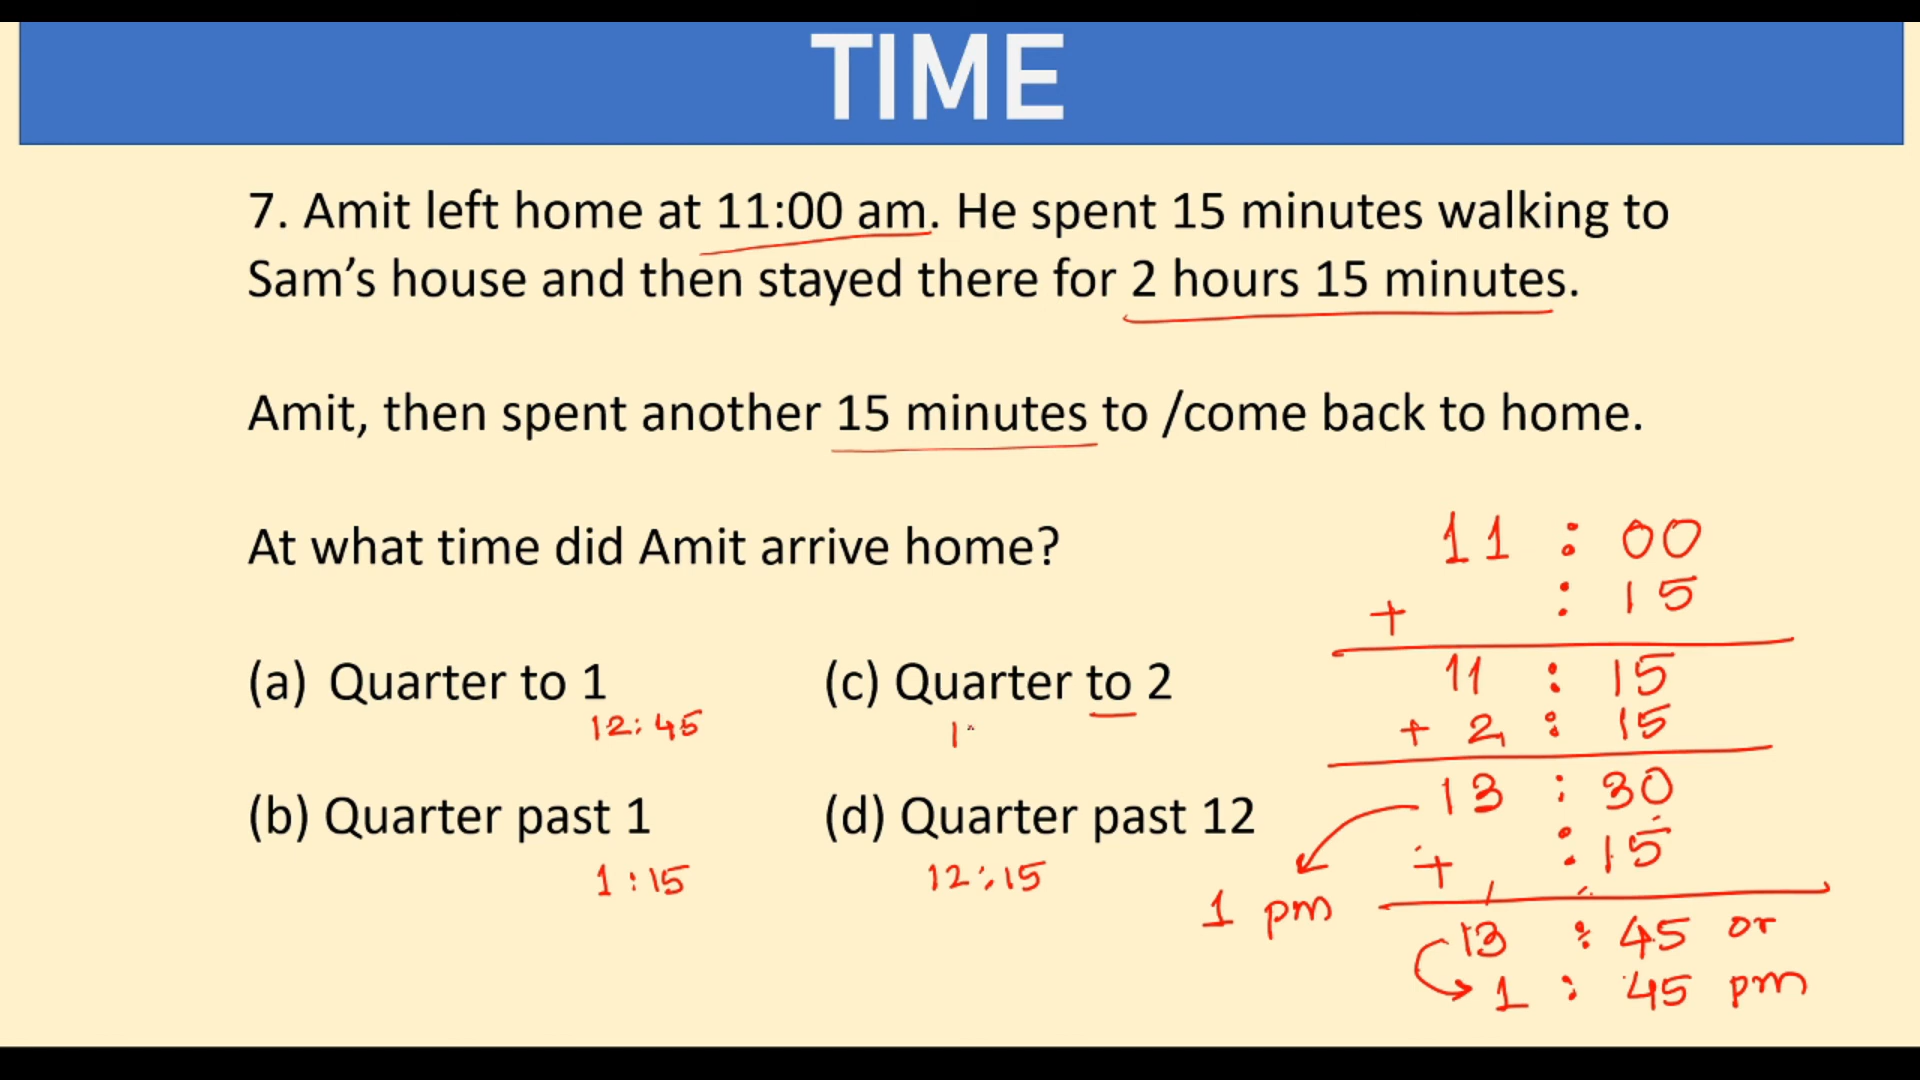 TIME
7. Amit left home at 11:00 am. He spent 15 minutes walking to
Sam’s house and then stayed there for 2 hours 15 minutes.
Amit, then spent another 15 minutes to /come back to home.
At what time did Amit arrive home?
(a) Quarter to 1
12:45
(b) Quarter past 1
1:15
(c) Quarter to 2
1:
(d) Quarter past 12
12:15
11 : 00
+ : 15
11 : 15
+ 2 : 15
13 : 30
+ : 15
1 pm
13 : 45 or
1 : 45 pm